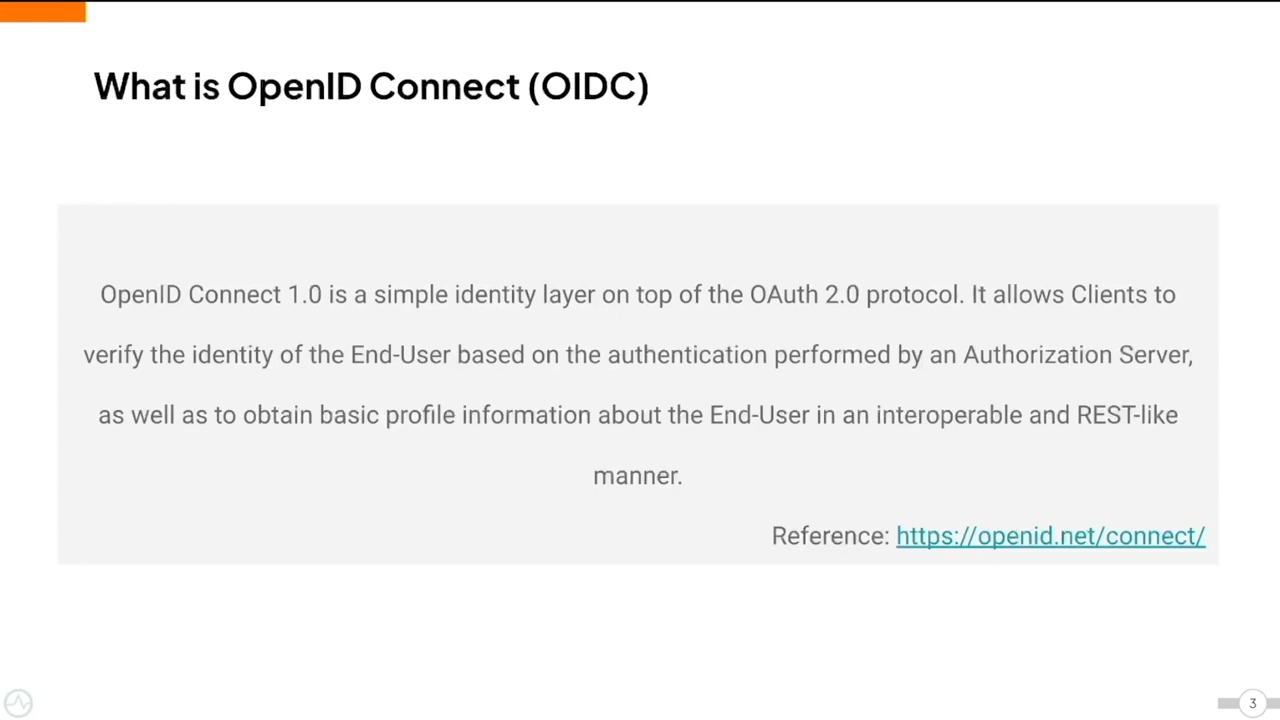 What is OpenID Connect (OIDC)
OpenID Connect 1.0 is a simple identity layer on top of the OAuth 2.0 protocol. It allows Clients to
verify the identity of the End-User based on the authentication performed by an Authorization Server,
as well as to obtain basic profile information about the End-User in an interoperable and REST-like
manner.
Reference: https://openid.net/connect/
3